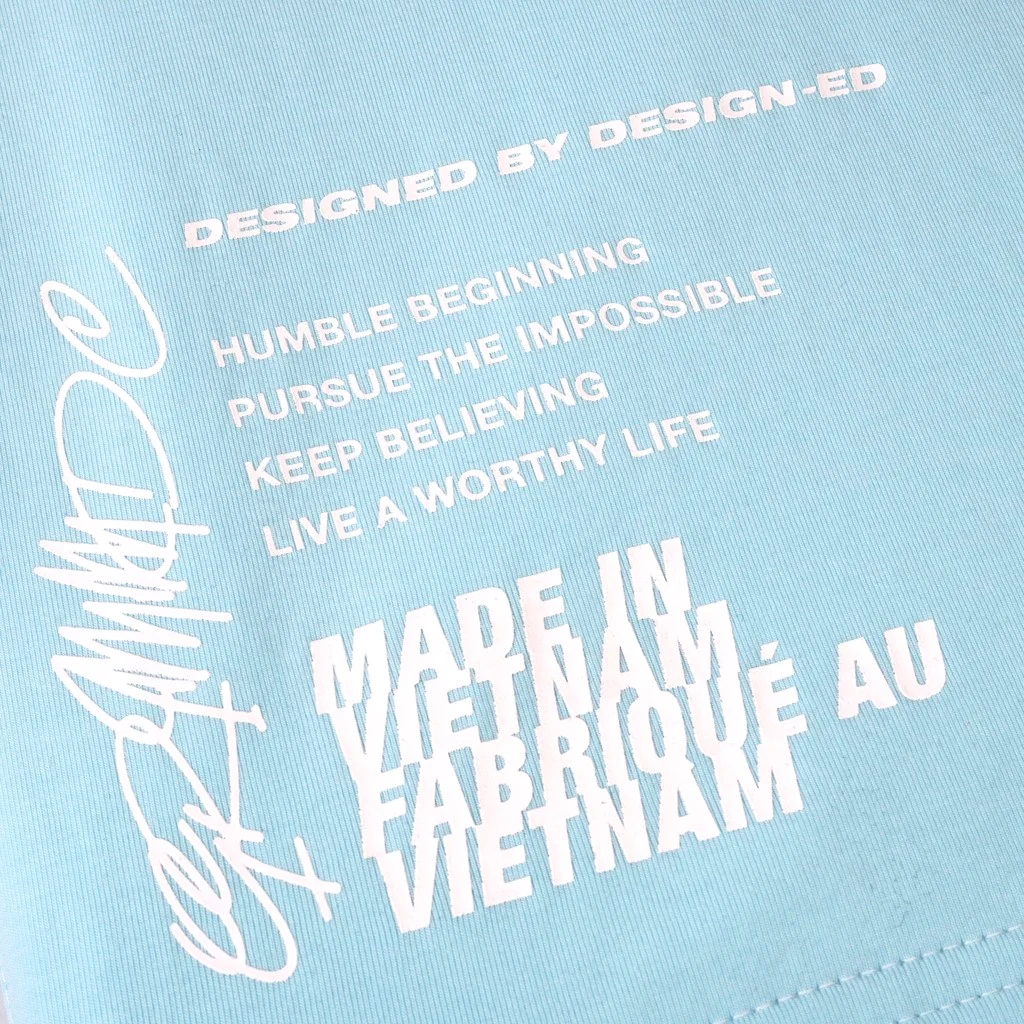 DESIGNED BY DESIGN-ED
HUMBLE BEGINNING
PURSUE THE IMPOSSIBLE
KEEP BELIEVING
LIVE A WORTHY LIFE
MADE IN
VIETNAM
FABRIQUÉ AU
VIETNAM